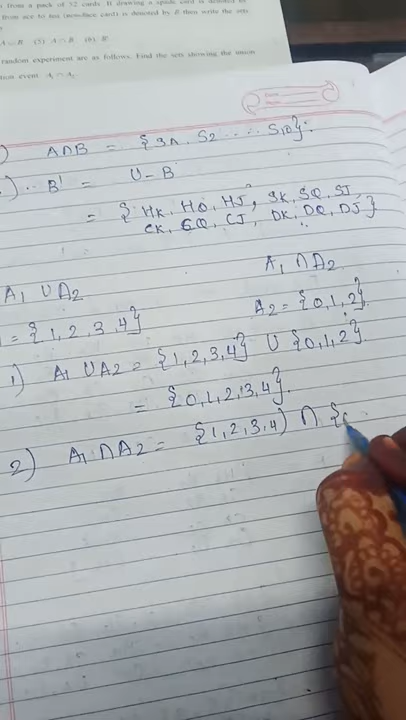 from a pack of 52 cards. If drawing a spade card is denoted by
from ace to ten (nonface card) is denoted by B then write the sets
A ∪ B (5) A ∩ B (6) B'
random experiment are as follows. Find the sets showing the union
tion event A₁ ∩ A₂
) A∩B = {SA, S2 .... S10}.
.. B' = U - B
= {HK, HQ, HJ, SK, SQ, SJ
CK, CQ, CJ, DK, DQ, DJ}
A1 ∪ A2 A1 ∩ A2
= {1, 2, 3, 4} A2 = {0, 1, 2}
1) A1 ∪ A2 = {1, 2, 3, 4} ∪ {0, 1, 2}
= {0, 1, 2, 3, 4}.
2) A1 ∩ A2 = {1, 2, 3, 4} ∩ {